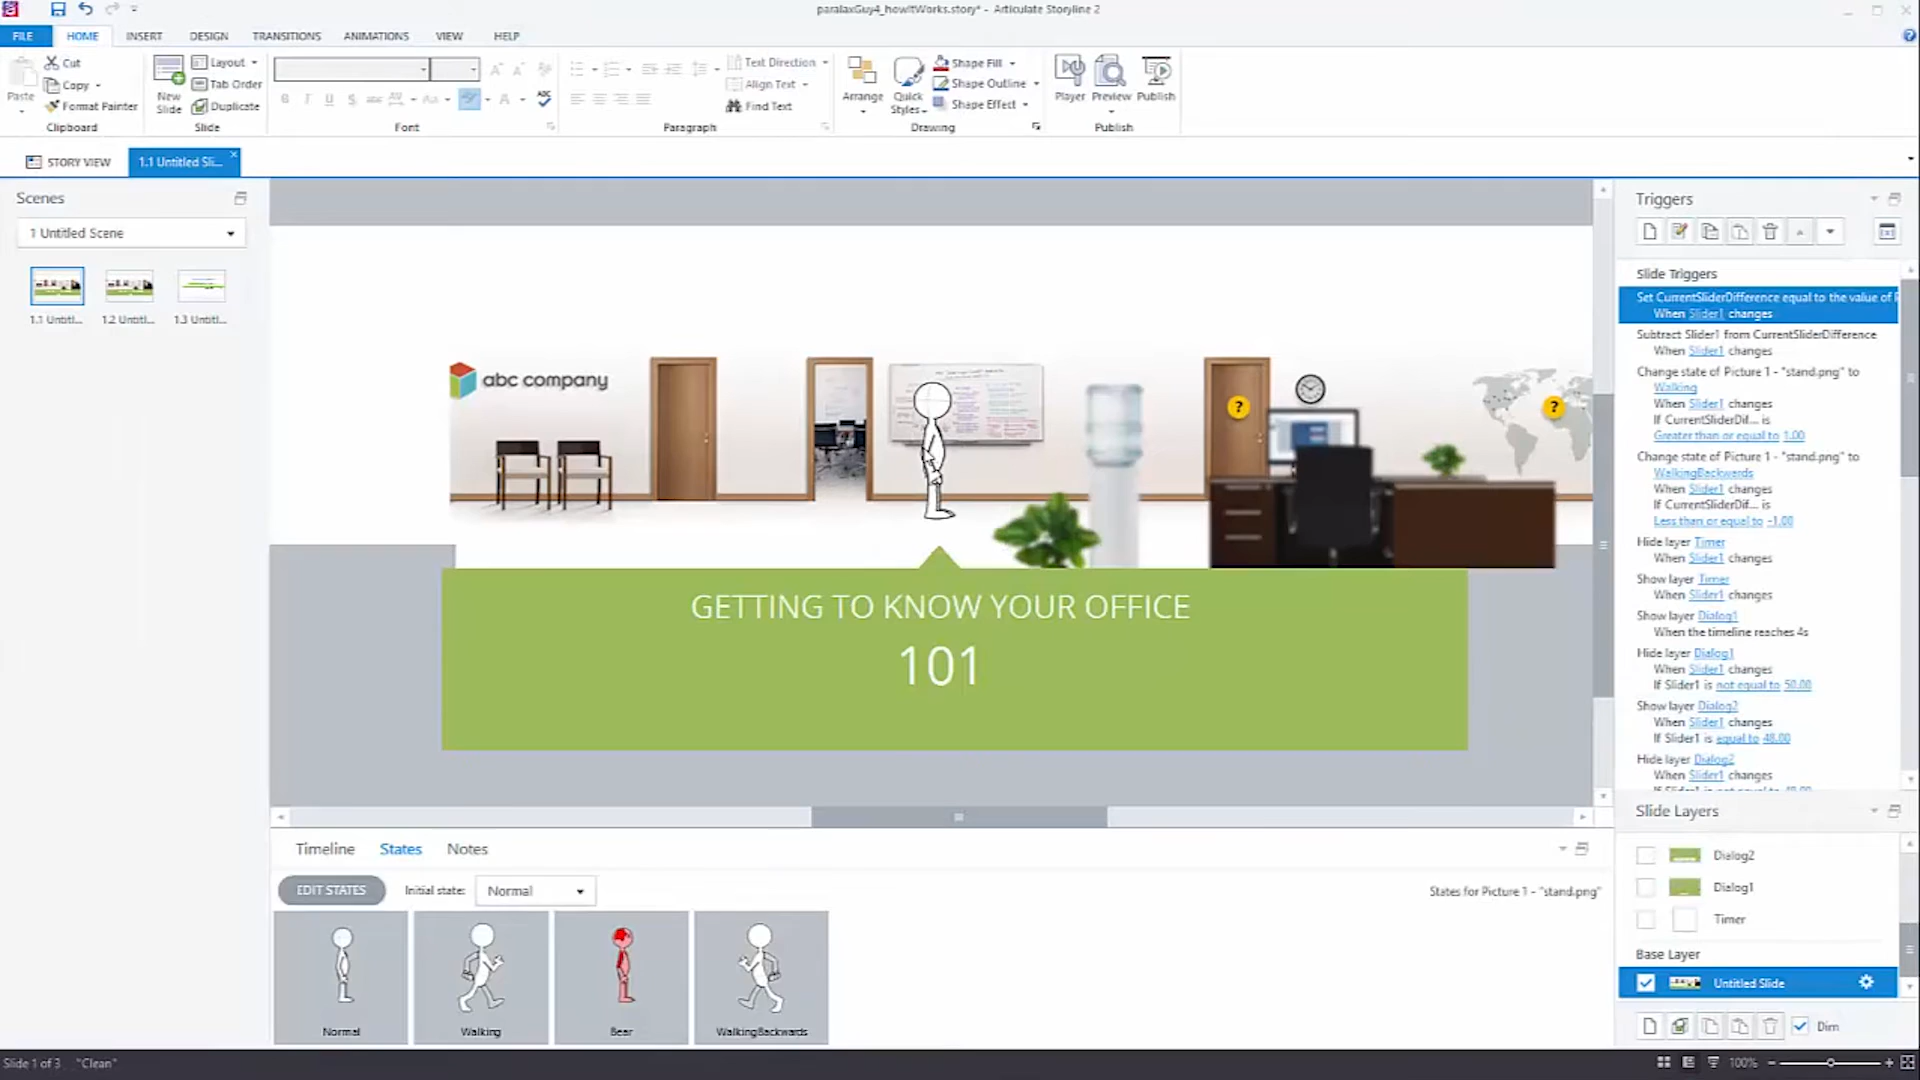 paralaxGuy4_howItWorks.story* - Articulate Storyline 2
FILE HOME INSERT DESIGN TRANSITIONS ANIMATIONS VIEW HELP
Paste
Cut
Copy
Format Painter
Clipboard
New Slide
Layout
Tab Order
Duplicate
Slide
Font
Text Direction
Align Text
Find Text
Paragraph
Arrange
Quick Styles
Shape Fill
Shape Outline
Shape Effect
Drawing
Player
Preview
Publish
Publish
STORY VIEW
1.1 Untitled Sli...
Scenes
1 Untitled Scene
1.1 Untitl...
1.2 Untitl...
1.3 Untitl...
abc company
?
?
GETTING TO KNOW YOUR OFFICE
101
Triggers
Slide Triggers
Set CurrentSliderDifference equal to the value of
When Slider1 changes
Subtract Slider1 from CurrentSliderDifference
When Slider1 changes
Change state of Picture 1 - "stand.png" to
Walking
When Slider1 changes
If CurrentSliderDif... is
Greater than or equal to 1.00
Change state of Picture 1 - "stand.png" to
WalkingBackwards
When Slider1 changes
If CurrentSliderDif... is
Less than or equal to -1.00
Hide layer Timer
When Slider1 changes
Show layer Timer
When Slider1 changes
Show layer Dialog1
When the timeline reaches 4s
Hide layer Dialog1
When Slider1 changes
If Slider1 is not equal to 50.00
Show layer Dialog2
When Slider1 changes
If Slider1 is equal to 48.00
Hide layer Dialog2
When Slider1 changes
Slide Layers
Dialog2
Dialog1
Timer
Base Layer
Untitled Slide
Dim
Timeline States Notes
EDIT STATES
Initial state:
Normal
States for Picture 1 - "stand.png"
Normal
Walking
Bear
WalkingBackwards
Slide 1 of 3
"Clean"
100%